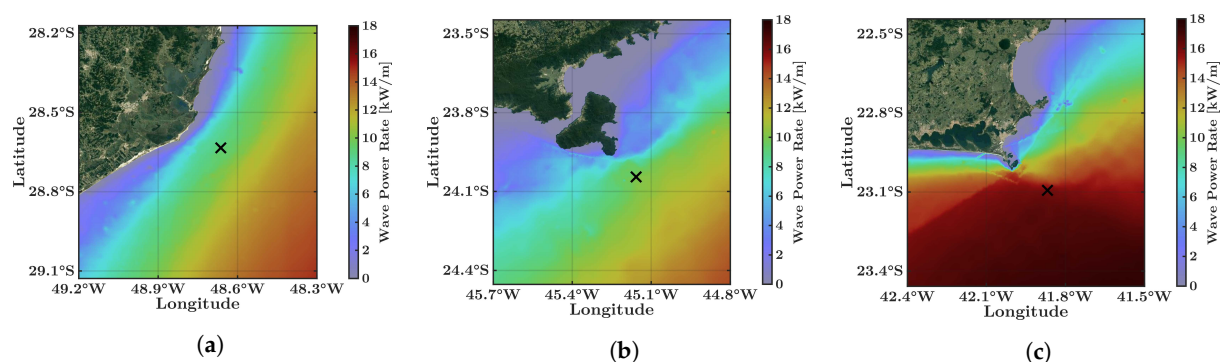 28.2°S
28.5°S
28.8°S
29.1°S
49.2°W 48.9°W 48.6°W 48.3°W
Latitude
Longitude
18
16
14
12
10
8
6
4
2
0
Wave Power Rate [kW/m]
(a)
23.5°S
23.8°S
24.1°S
24.4°S
45.7°W 45.4°W 45.1°W 44.8°W
Latitude
Longitude
18
16
14
12
10
8
6
4
2
0
Wave Power Rate [kW/m]
(b)
22.5°S
22.8°S
23.1°S
23.4°S
42.4°W 42.1°W 41.8°W 41.5°W
Latitude
Longitude
18
16
14
12
10
8
6
4
2
0
Wave Power Rate [kW/m]
(c)